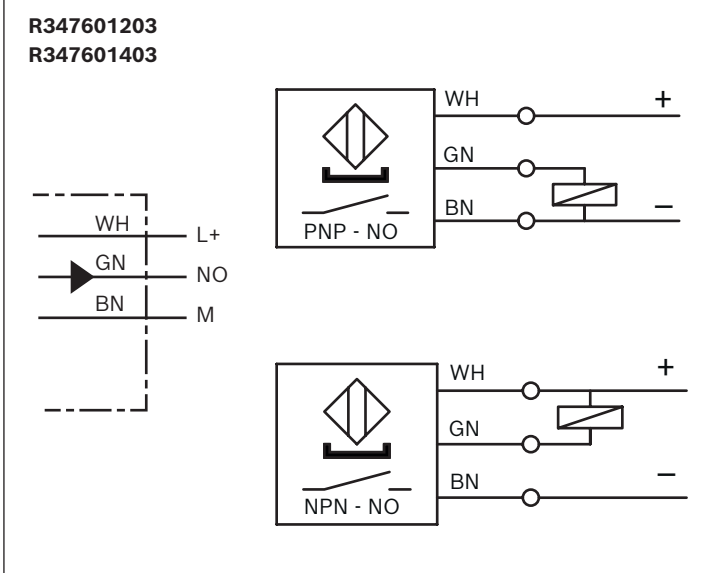 R347601203
R347601403
WH L+
GN NO
BN M
WH +
GN
BN −
PNP - NO
WH +
GN
BN −
NPN - NO